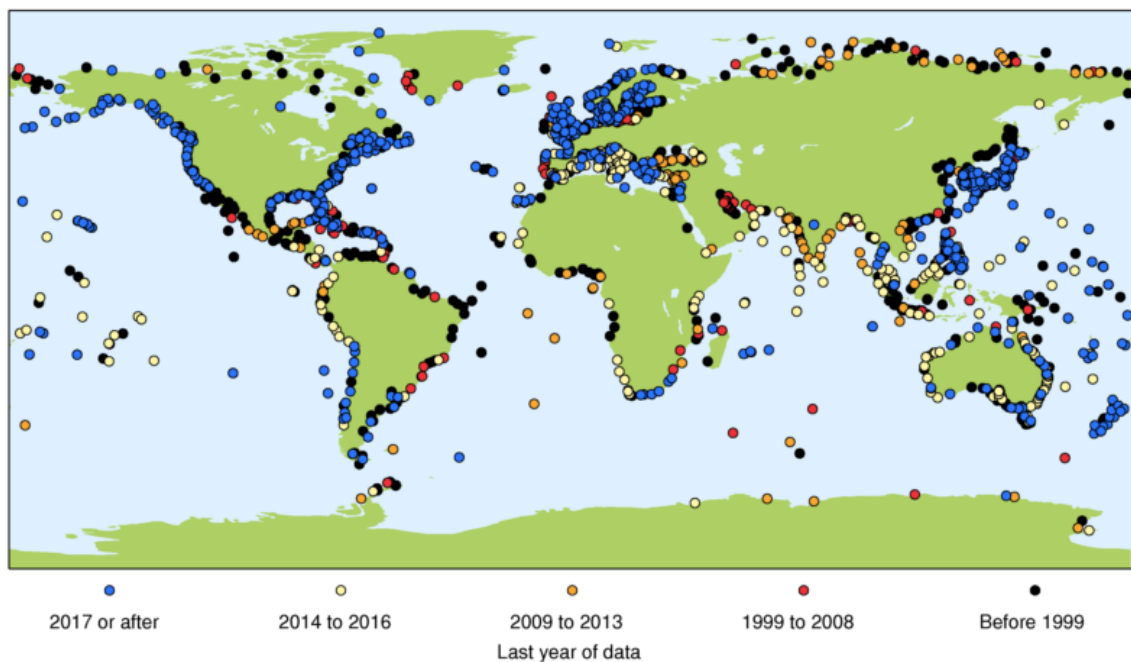 2017 or after
2014 to 2016
2009 to 2013
1999 to 2008
Before 1999
Last year of data